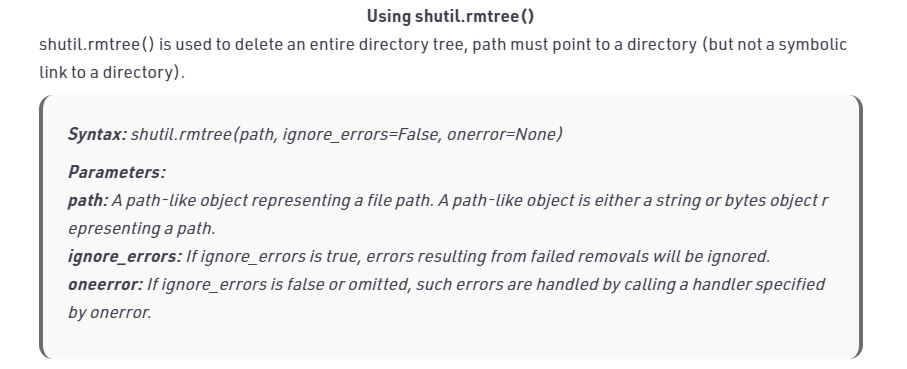 Using shutil.rmtree()
shutil.rmtree() is used to delete an entire directory tree, path must point to a directory (but not a symbolic
link to a directory).
Syntax: shutil.rmtree(path, ignore_errors=False, onerror=None)
Parameters:
path: A path-like object representing a file path. A path-like object is either a string or bytes object r
epresenting a path.
ignore_errors: If ignore_errors is true, errors resulting from failed removals will be ignored.
oneerror: If ignore_errors is false or omitted, such errors are handled by calling a handler specified
by onerror.